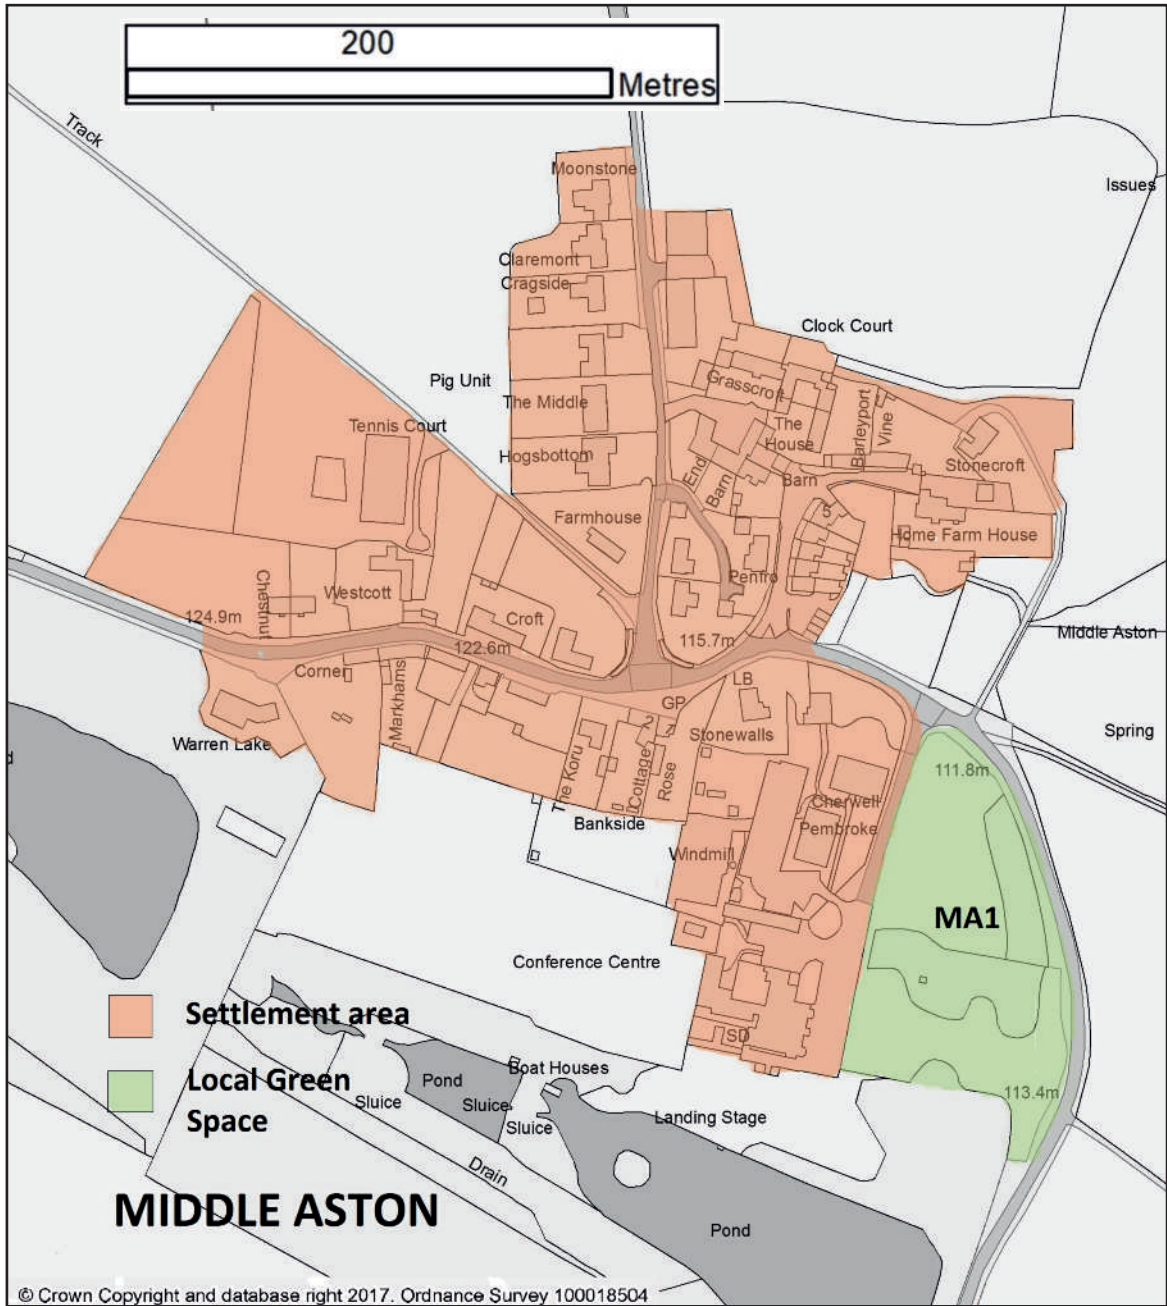 200
Metres
Track
Moonstone
Issues
Claremont
Cragside
Clock Court
Pig Unit
Grasscroft
The Middle
The
House
Barleyport
Vine
Tennis Court
Hogsbottom
End
Barn
Barn
Stonecroft
Farmhouse
5
Home Farm House
Penfro
Chestnut
Westcott
124.9m
Croft
1
115.7m
Middle Aston
122.6m
Corner
Markhams
LB
GP
2
7
Stonewalls
Spring
Warren Lake
d
111.8m
The Koru
Cottage
Rose
Cherwell
Bankside
Pembroke
Windmill
MA1
Conference Centre
Settlement area
SD
Boat Houses
Local Green
Space
Pond
Sluice
Sluice
Sluice
Landing Stage
113.4m
Drain
MIDDLE ASTON
Pond
© Crown Copyright and database right 2017. Ordnance Survey 100018504